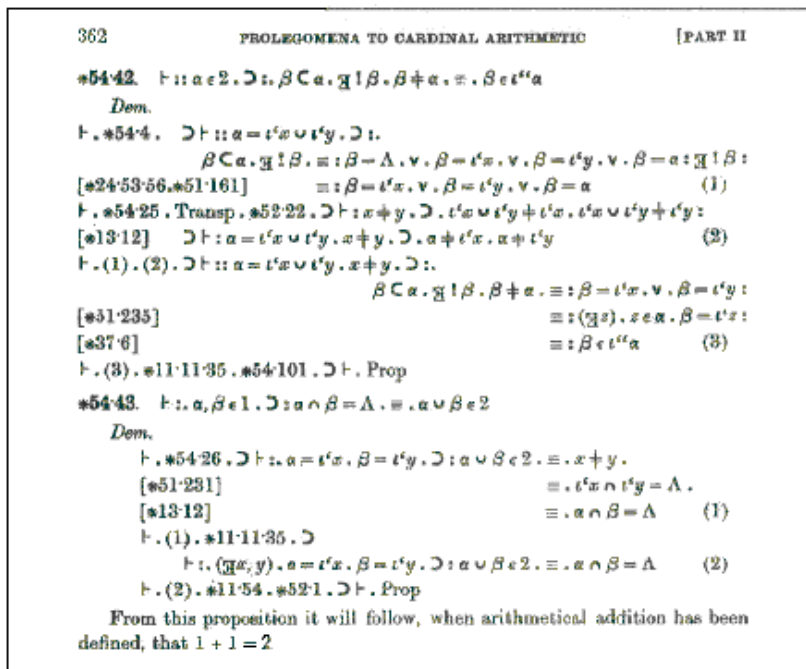 362 PROLEGOMENA TO CARDINAL ARITHMETIC [PART II
✱54·42. ⊢ :: α ε 2 . ⊃ :. β ⊂ α . ꓱ ! β . β ≠ α . ≡ . β ε ι“α
Dem.
⊢ . ✱54·4 . ⊃ ⊢ :: α = ι‘x ∪ ι‘y . ⊃ :.
β ⊂ α . ꓱ ! β . ≡ : β = Λ . v . β = ι‘x . v . β = ι‘y . v . β = α : ꓱ ! β :
[✱24·53·56.✱51·161] ≡ : β = ι‘x . v . β = ι‘y . v . β = α (1)
⊢ . ✱54·25 . Transp . ✱52·22 . ⊃ ⊢ : x ≠ y . ⊃ . ι‘x ∪ ι‘y ≠ ι‘x . ι‘x ∪ ι‘y ≠ ι‘y :
[✱13·12] ⊃ ⊢ : α = ι‘x ∪ ι‘y . x ≠ y . ⊃ . α ≠ ι‘x . α ≠ ι‘y (2)
⊢ . (1) . (2) . ⊃ ⊢ :: α = ι‘x ∪ ι‘y . x ≠ y . ⊃ :.
β ⊂ α . ꓱ ! β . β ≠ α . ≡ : β = ι‘x . v . β = ι‘y :
[✱51·235] ≡ : (ꓱz) . z ε α . β = ι‘z :
[✱37·6] ≡ : β ε ι“α (3)
⊢ . (3) . ✱11·11·35 . ✱54·101 . ⊃ ⊢ . Prop
✱54·43. ⊢ :. α, β ε 1 . ⊃ : α ∩ β = Λ . ≡ . α ∪ β ε 2
Dem.
⊢ . ✱54·26 . ⊃ ⊢ :. α = ι‘x . β = ι‘y . ⊃ : α ∪ β ε 2 . ≡ . x ≠ y .
[✱51·231] ≡ . ι‘x ∩ ι‘y = Λ .
[✱13·12] ≡ . α ∩ β = Λ (1)
⊢ . (1) . ✱11·11·35 . ⊃
⊢ :. (ꓱx, y) . α = ι‘x . β = ι‘y . ⊃ : α ∪ β ε 2 . ≡ . α ∩ β = Λ (2)
⊢ . (2) . ✱11·54 . ✱52·1 . ⊃ ⊢ . Prop
From this proposition it will follow, when arithmetical addition has been
defined, that 1 + 1 = 2